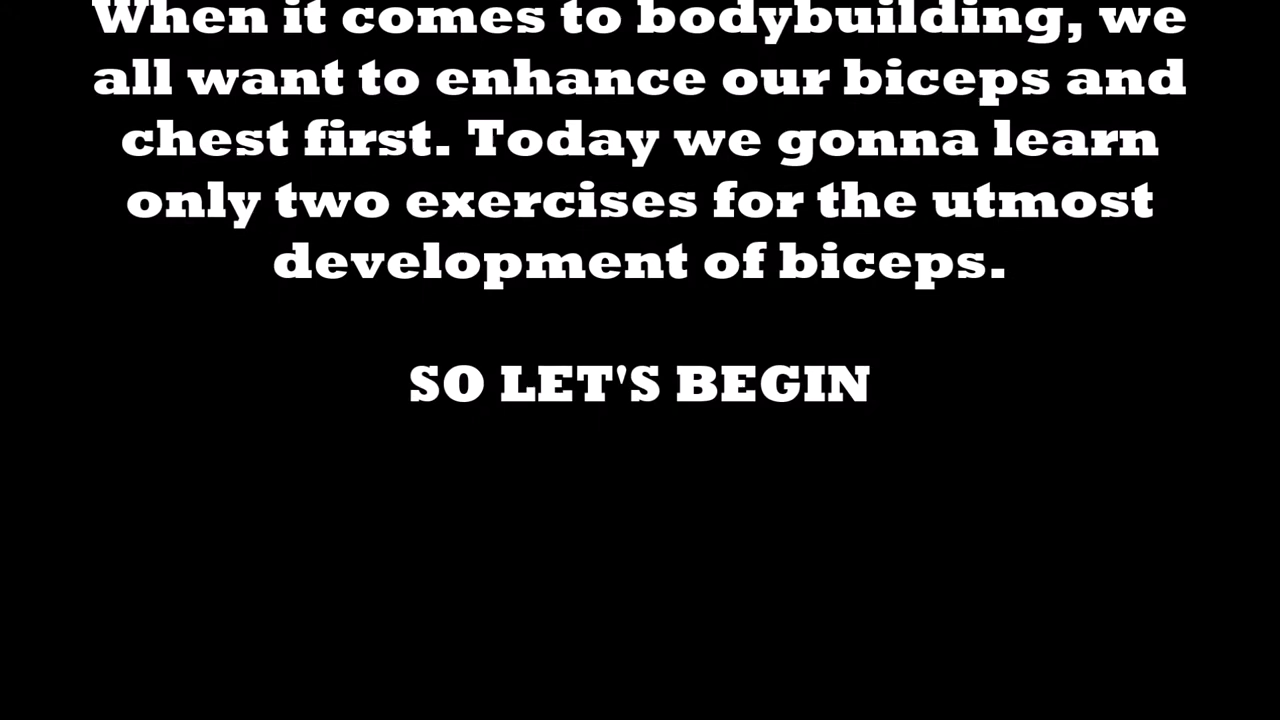 When it comes to bodybuilding, we
all want to enhance our biceps and
chest first. Today we gonna learn
only two exercises for the utmost
development of biceps.
SO LET'S BEGIN